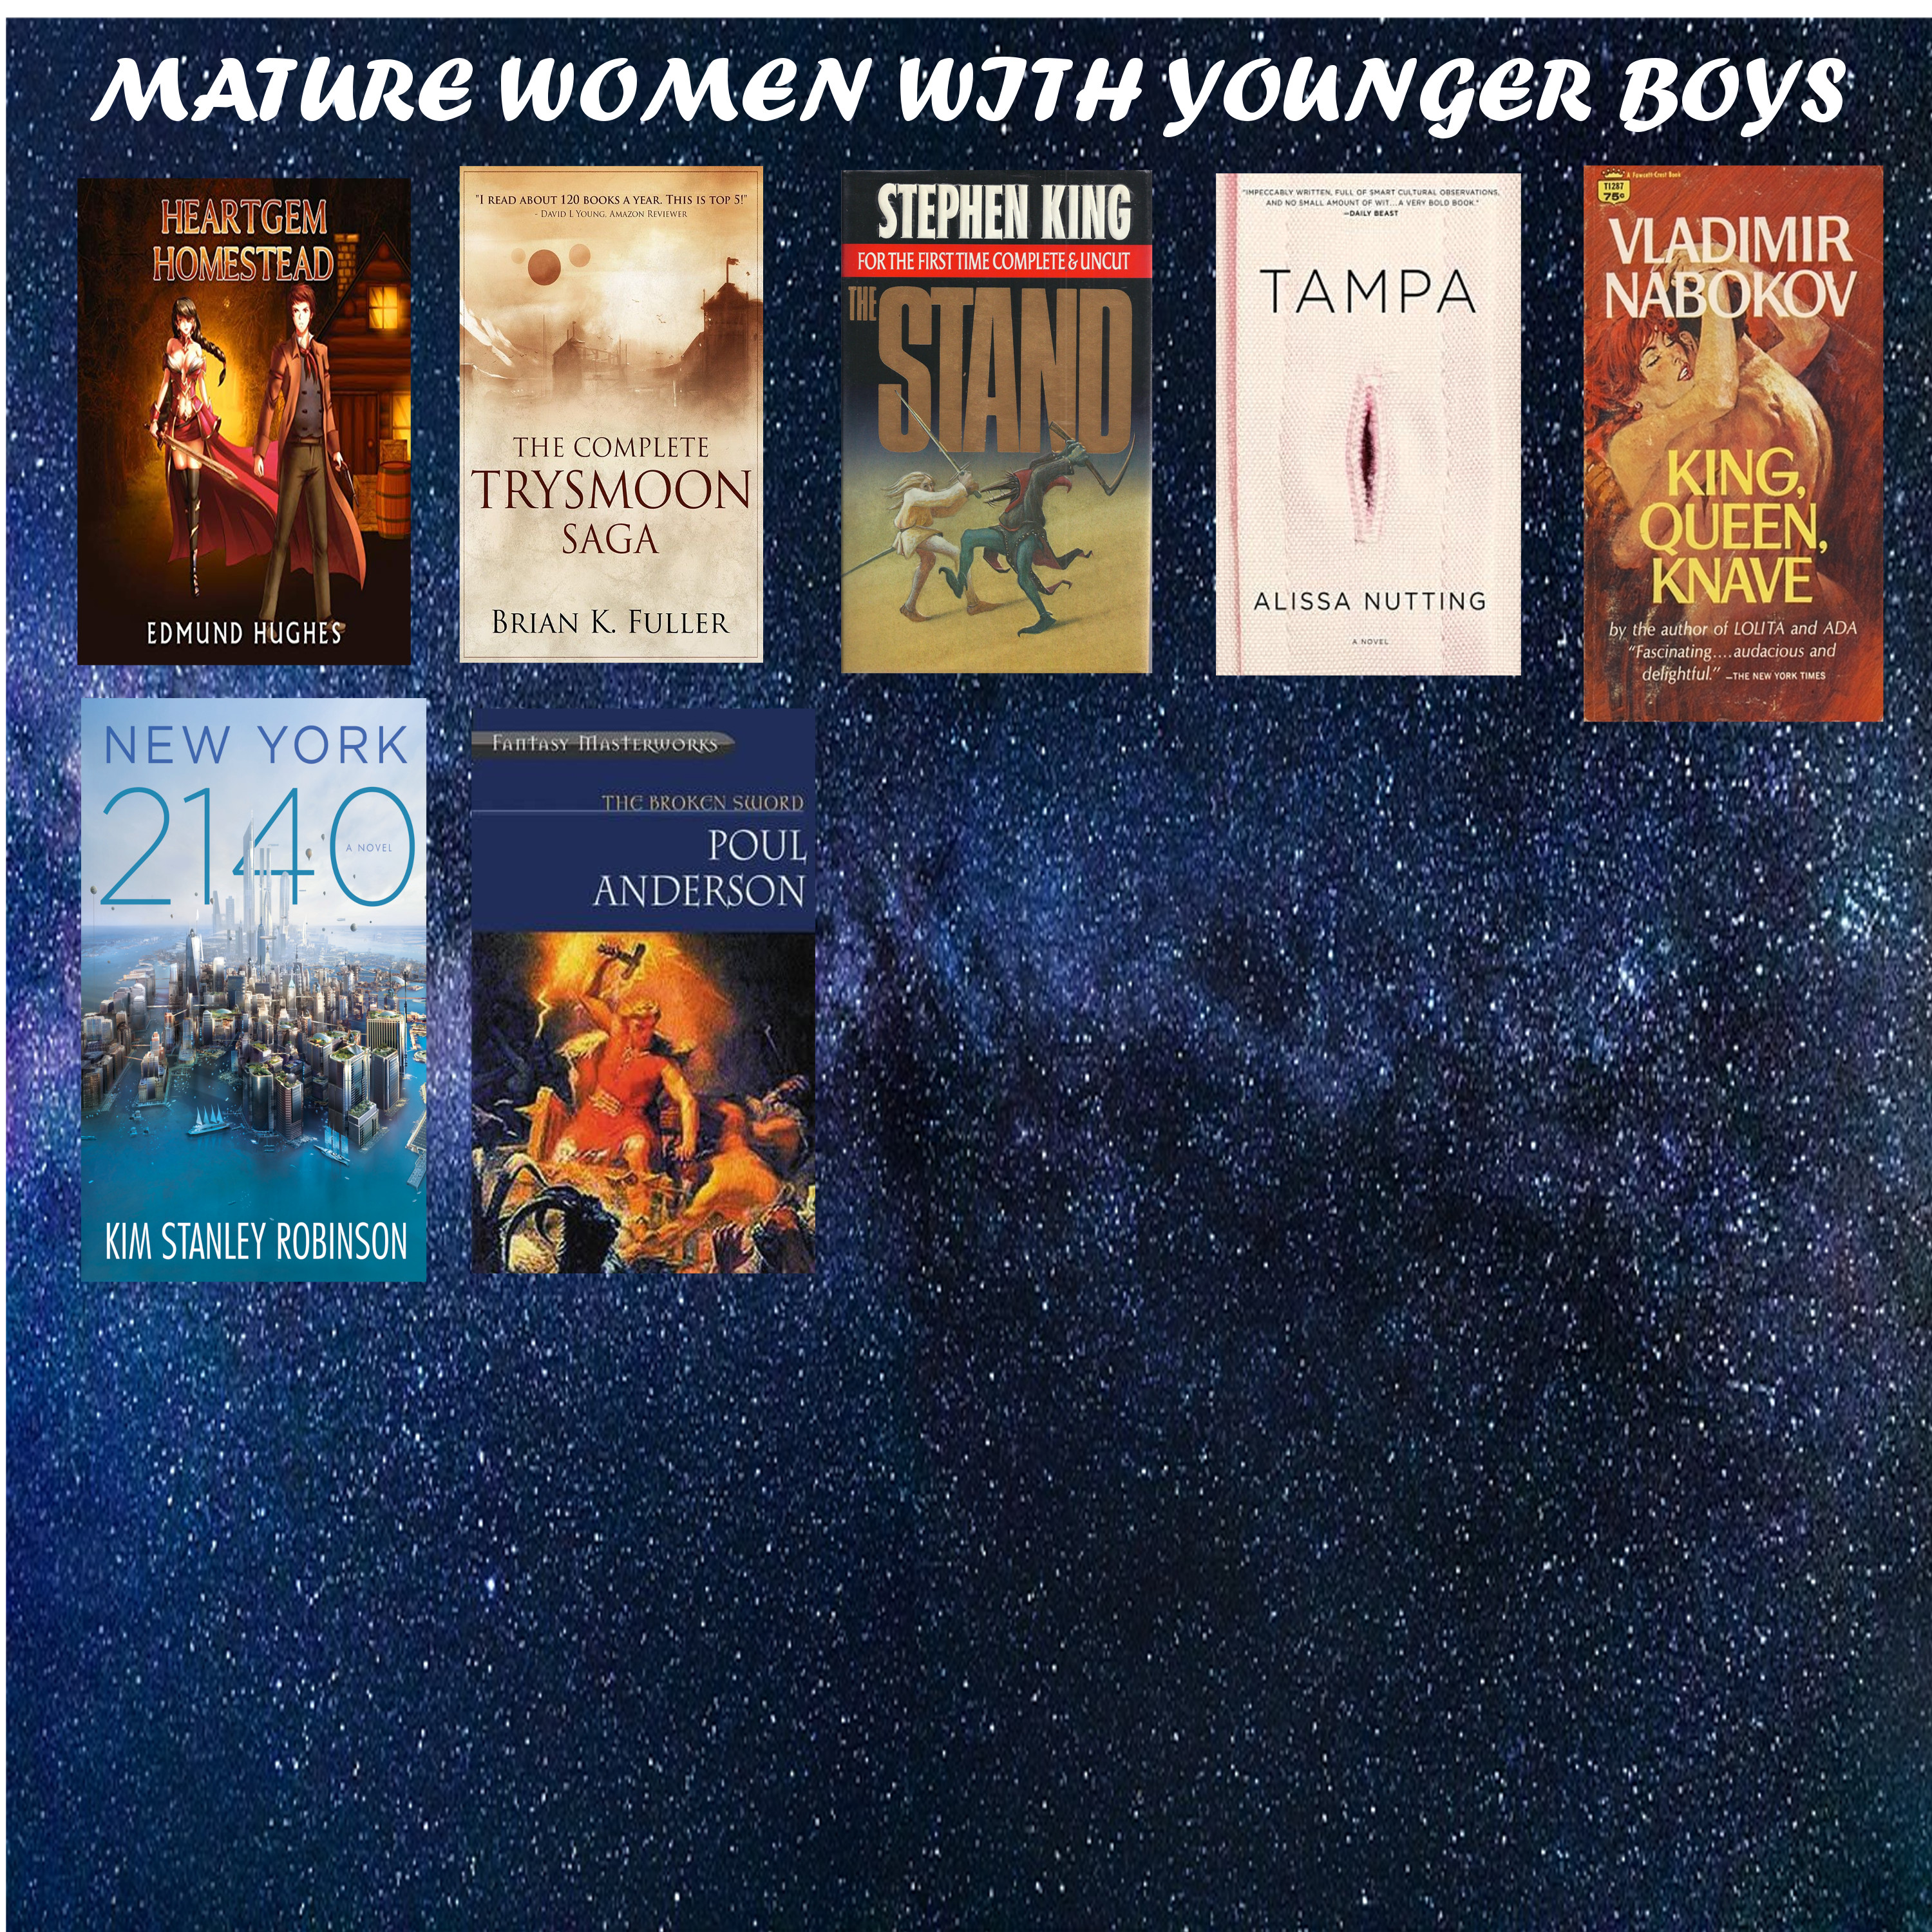 MATURE WOMEN WITH YOUNGER BOYS
HEARTGEM
HOMESTEAD
EDMUND HUGHES
"I READ ABOUT 120 BOOKS A YEAR. THIS IS TOP 5!"
- DAVID L YOUNG, AMAZON REVIEWER
THE COMPLETE
TRYSMOON
SAGA
BRIAN K. FULLER
STEPHEN KING
FOR THE FIRST TIME COMPLETE & UNCUT
THE
STAND
"IMPECCABLY WRITTEN, FULL OF SMART CULTURAL OBSERVATIONS,
AND NO SMALL AMOUNT OF WIT...A VERY BOLD BOOK."
—DAILY BEAST
TAMPA
ALISSA NUTTING
A NOVEL
A Fawcett Crest Book
T1287
75¢
VLADIMIR
NABOKOV
KING,
QUEEN,
KNAVE
by the author of LOLITA and ADA
"Fascinating....audacious and
delightful." —THE NEW YORK TIMES
NEW YORK
2140
A NOVEL
KIM STANLEY ROBINSON
FANTASY MASTERWORKS
THE BROKEN SWORD
POUL
ANDERSON